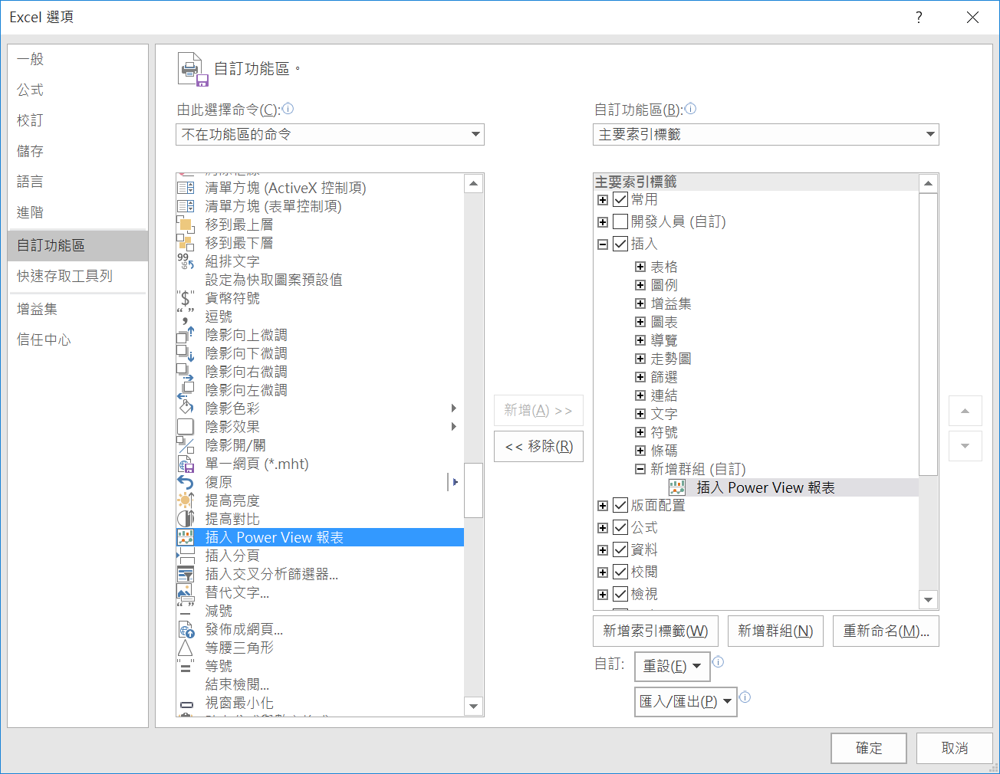 Excel 選項
?
一般
公式
校訂
儲存
語言
進階
自訂功能區
快速存取工具列
增益集
信任中心
自訂功能區。
由此選擇命令(C):
不在功能區的命令
清單方塊 (ActiveX 控制項)
清單方塊 (表單控制項)
移到最上層
移到最下層
組排文字
設定為快取圖案預設值
貨幣符號
逗號
陰影向上微調
陰影向下微調
陰影向右微調
陰影向左微調
陰影色彩
陰影效果
陰影開/關
單一網頁 (*.mht)
復原
提高亮度
提高對比
插入 Power View 報表
插入分頁
插入交叉分析篩選器...
替代文字...
減號
發佈成網頁...
等腰三角形
等號
結束檢閱...
視窗最小化
新增(A) >>
<< 移除(R)
自訂功能區(B):
主要索引標籤
主要索引標籤
常用
開發人員 (自訂)
插入
表格
圖例
增益集
圖表
導覽
走勢圖
篩選
連結
文字
符號
條碼
新增群組 (自訂)
插入 Power View 報表
版面配置
公式
資料
校閱
檢視
新增索引標籤(W)
新增群組(N)
重新命名(M)...
自訂:
重設(E)
匯入/匯出(P)
確定
取消